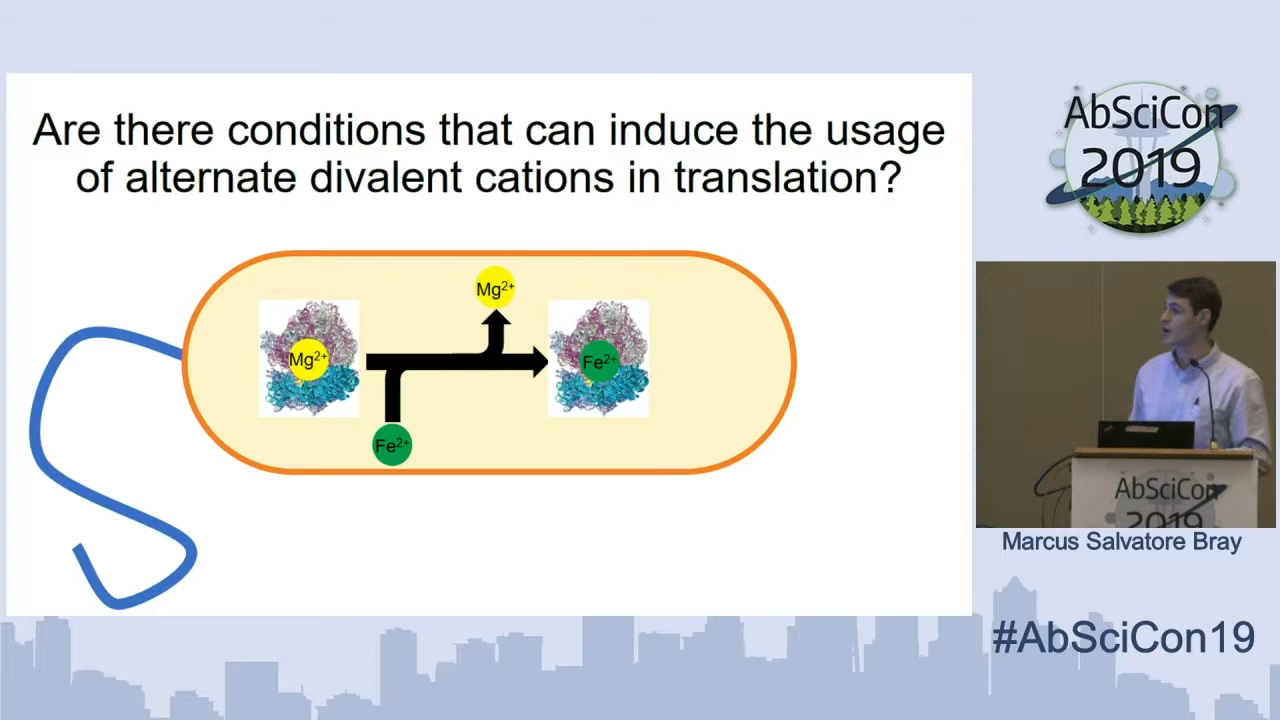 Are there conditions that can induce the usage
of alternate divalent cations in translation?
Mg²⁺
Mg²⁺
Fe²⁺
Fe²⁺
AbSciCon
2019
AbSciCon
2019
Marcus Salvatore Bray
#AbSciCon19